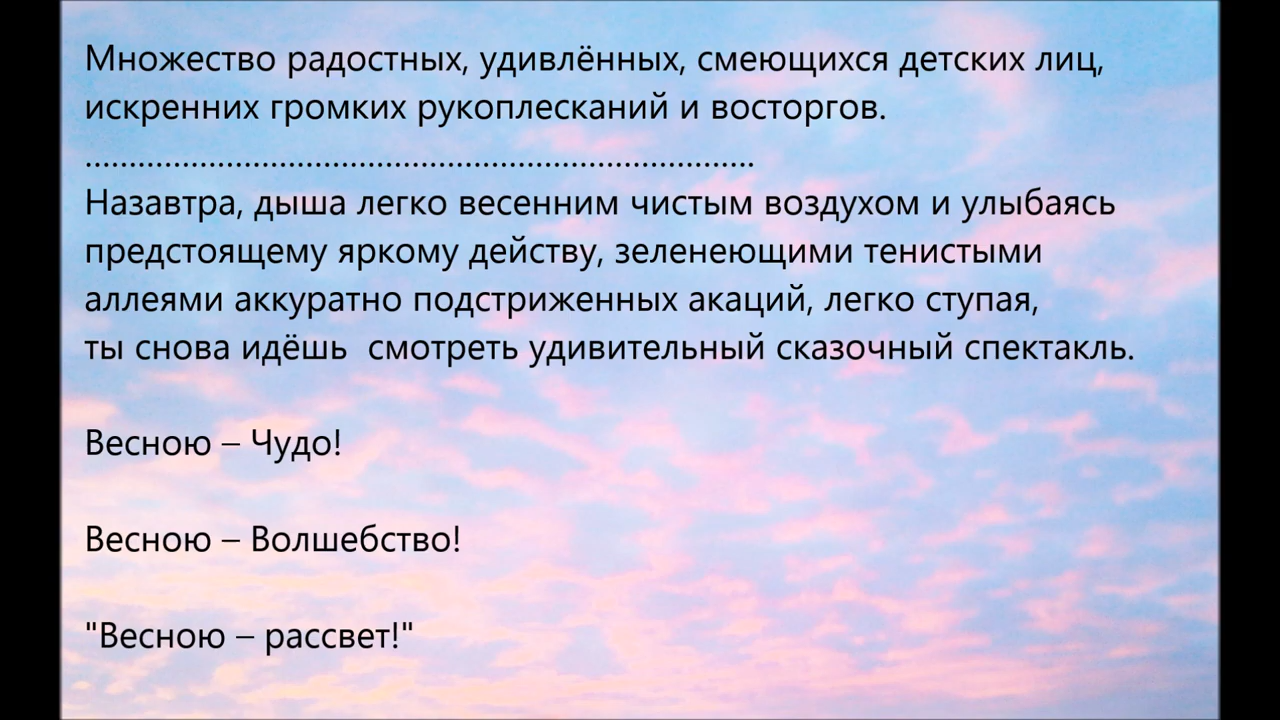 Множество радостных, удивлённых, смеющихся детских лиц,
искренних громких рукоплесканий и восторгов.
...........................................................................
Назавтра, дыша легко весенним чистым воздухом и улыбаясь
предстоящему яркому действу, зеленеющими тенистыми
аллеями аккуратно подстриженных акаций, легко ступая,
ты снова идёшь  смотреть удивительный сказочный спектакль.
Весною – Чудо!
Весною – Волшебство!
"Весною – рассвет!"